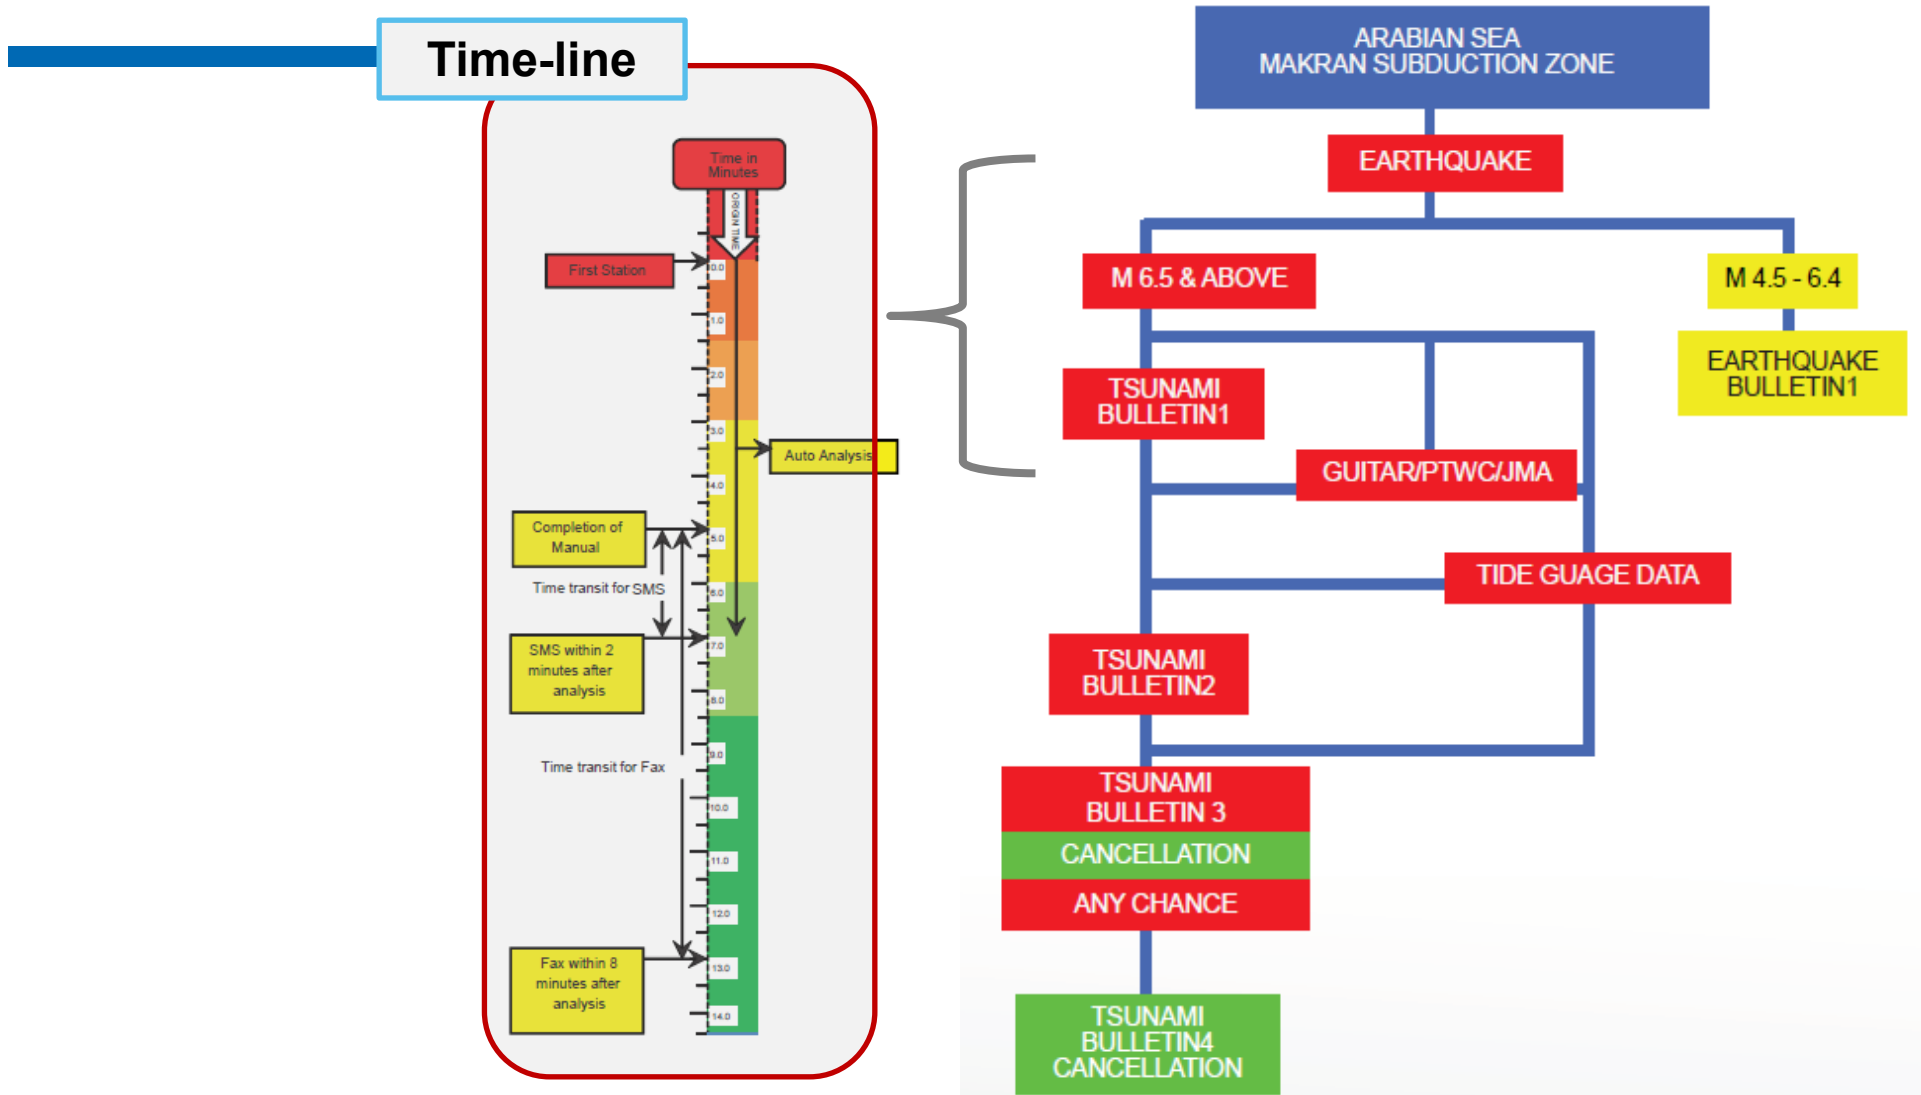 Time-line
Time in
Minutes
ORIGIN TIME
First Station
0.0
1.0
2.0
3.0
Auto Analysis
4.0
Completion of
Manual
5.0
Time transit for SMS
6.0
SMS within 2
minutes after
analysis
7.0
8.0
9.0
Time transit for Fax
10.0
11.0
12.0
Fax within 8
minutes after
analysis
13.0
14.0
ARABIAN SEA
MAKRAN SUBDUCTION ZONE
EARTHQUAKE
M 6.5 & ABOVE
M 4.5 - 6.4
EARTHQUAKE
BULLETIN1
TSUNAMI
BULLETIN1
GUITAR/PTWC/JMA
TIDE GUAGE DATA
TSUNAMI
BULLETIN2
TSUNAMI
BULLETIN 3
CANCELLATION
ANY CHANCE
TSUNAMI
BULLETIN4
CANCELLATION